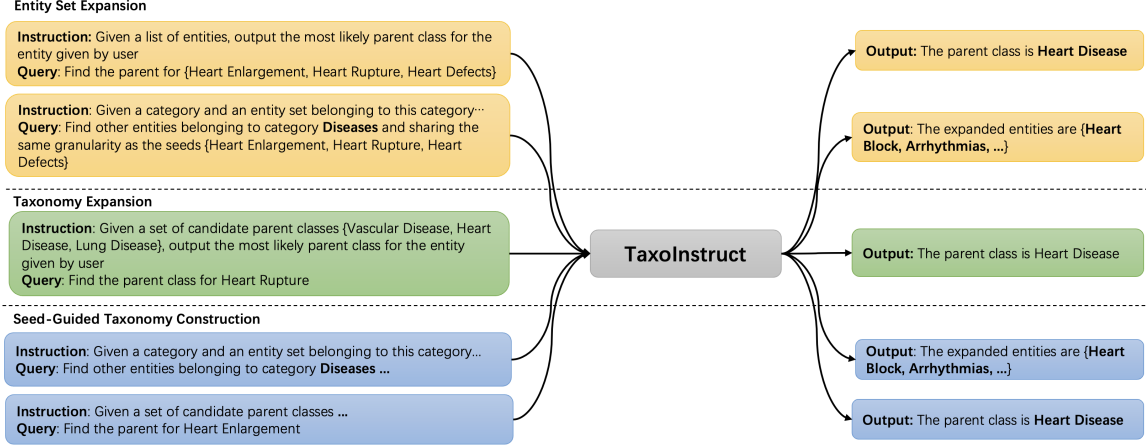 Entity Set Expansion
Instruction: Given a list of entities, output the most likely parent class for the
entity given by user
Query: Find the parent for {Heart Enlargement, Heart Rupture, Heart Defects}
Instruction: Given a category and an entity set belonging to this category···
Query: Find other entities belonging to category Diseases and sharing the
same granularity as the seeds {Heart Enlargement, Heart Rupture, Heart
Defects}
Output: The parent class is Heart Disease
Output: The expanded entities are {Heart
Block, Arrhythmias, ...}
Taxonomy Expansion
Instruction: Given a set of candidate parent classes {Vascular Disease, Heart
Disease, Lung Disease}, output the most likely parent class for the entity
given by user
Query: Find the parent class for Heart Rupture
TaxoInstruct
Output: The parent class is Heart Disease
Seed-Guided Taxonomy Construction
Instruction: Given a category and an entity set belonging to this category...
Query: Find other entities belonging to category Diseases ...
Instruction: Given a set of candidate parent classes ...
Query: Find the parent for Heart Enlargement
Output: The expanded entities are {Heart
Block, Arrhythmias, ...}
Output: The parent class is Heart Disease